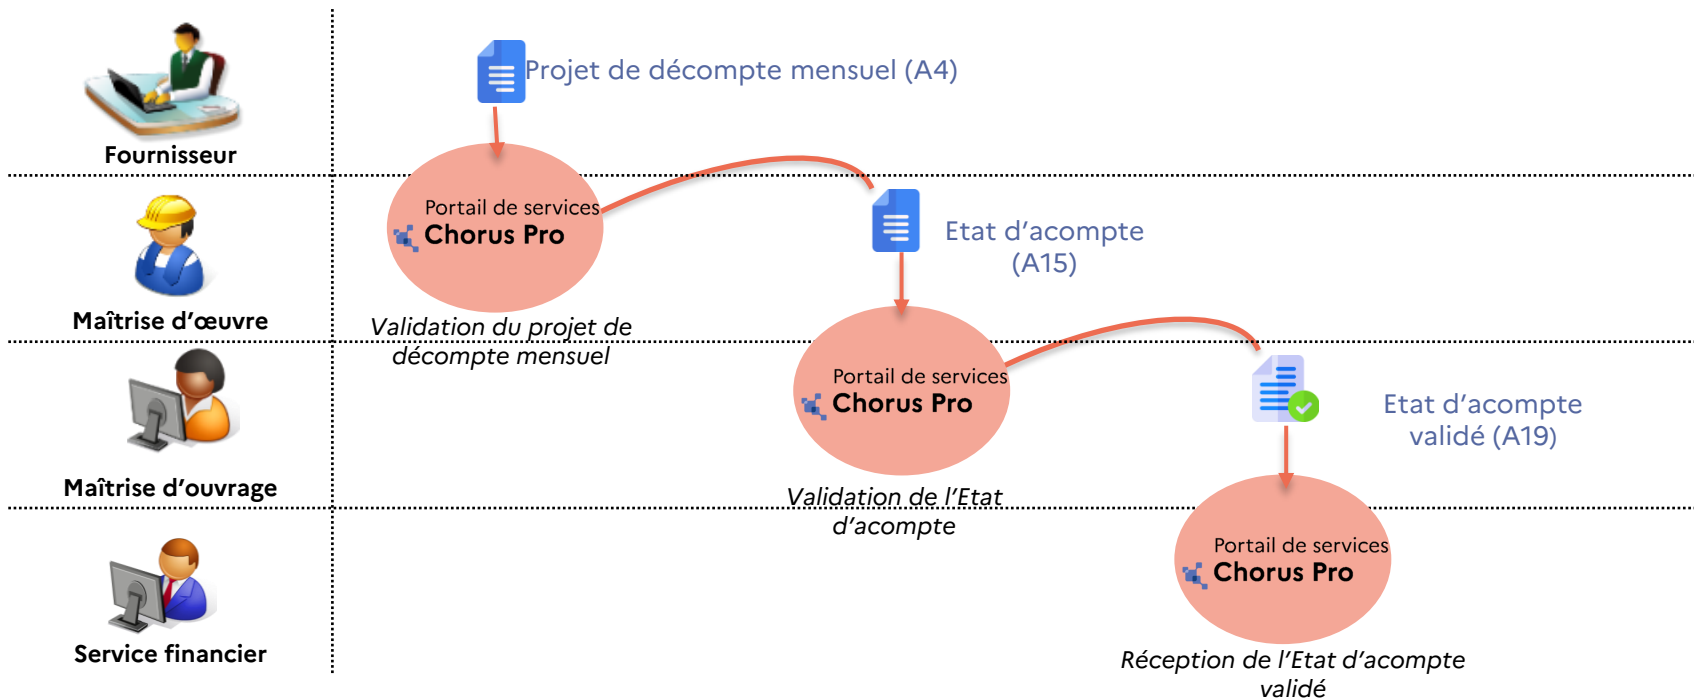 Projet de décompte mensuel (A4)
Fournisseur
Portail de services
Chorus Pro
Etat d'acompte
(A15)
Maîtrise d'œuvre
Validation du projet de
décompte mensuel
Portail de services
Chorus Pro
Etat d'acompte
validé (A19)
Maîtrise d'ouvrage
Validation de l'Etat
d'acompte
Portail de services
Chorus Pro
Service financier
Réception de l'Etat d'acompte
validé